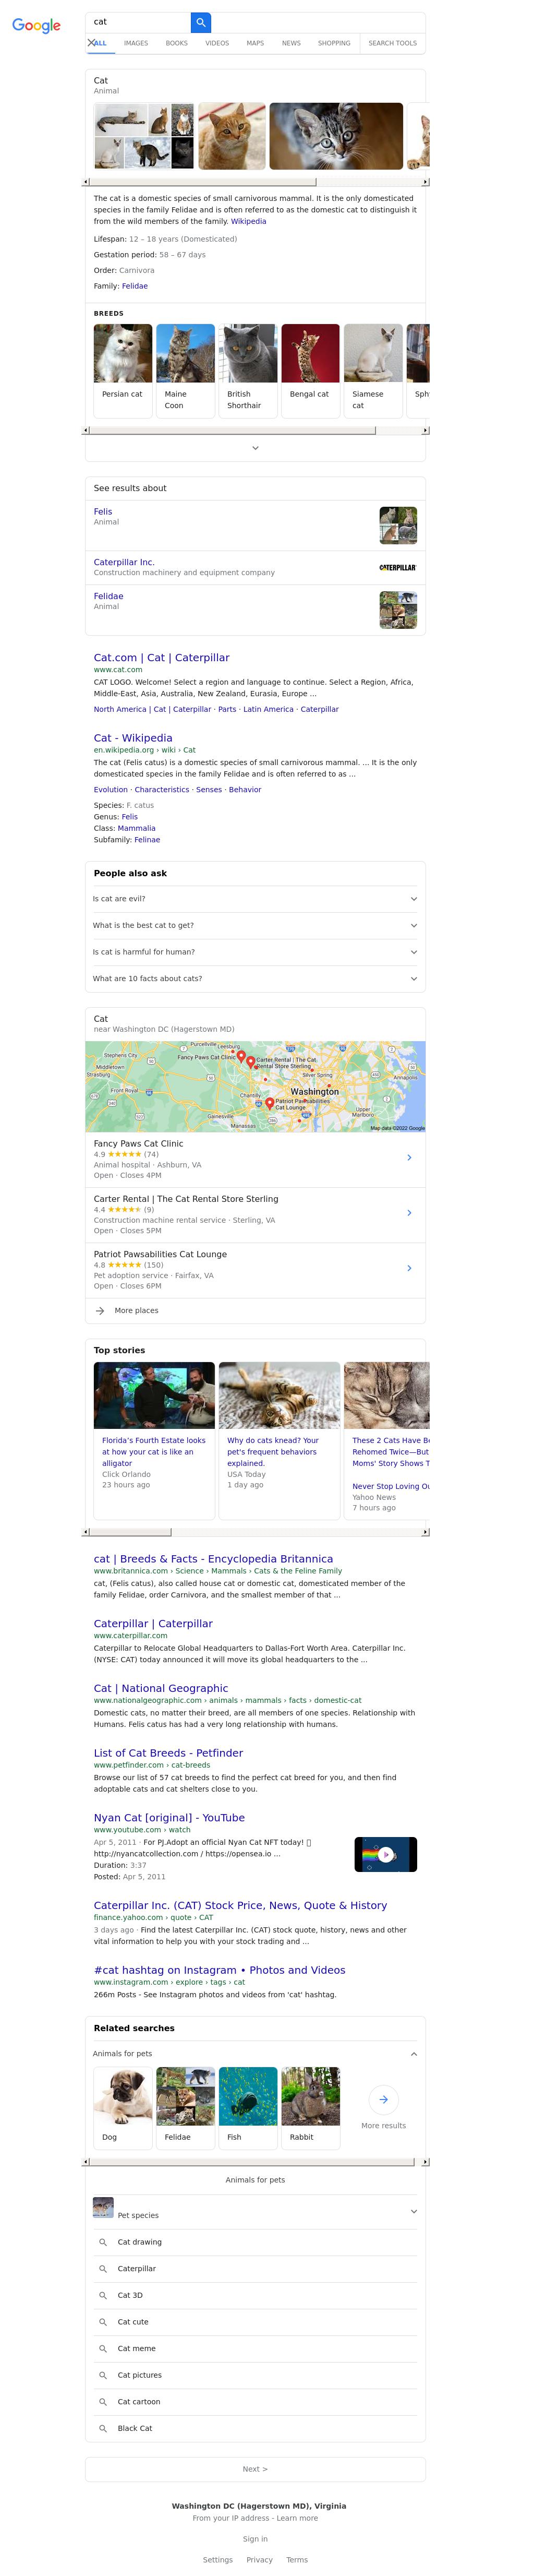 Google
cat
ALL IMAGES BOOKS VIDEOS MAPS NEWS SHOPPING SEARCH TOOLS
Cat
Animal
The cat is a domestic species of small carnivorous mammal. It is the only domesticated
species in the family Felidae and is often referred to as the domestic cat to distinguish it
from the wild members of the family. Wikipedia
Lifespan: 12 – 18 years (Domesticated)
Gestation period: 58 – 67 days
Order: Carnivora
Family: Felidae
BREEDS
Persian cat
Maine
Coon
British
Shorthair
Bengal cat
Siamese
cat
See results about
Felis
Animal
Caterpillar Inc.
Construction machinery and equipment company
CATERPILLAR
Felidae
Animal
Cat.com | Cat | Caterpillar
www.cat.com
CAT LOGO. Welcome! Select a region and language to continue. Select a Region, Africa,
Middle-East, Asia, Australia, New Zealand, Eurasia, Europe ...
North America | Cat | Caterpillar · Parts · Latin America · Caterpillar
Cat - Wikipedia
en.wikipedia.org › wiki › Cat
The cat (Felis catus) is a domestic species of small carnivorous mammal. ... It is the only
domesticated species in the family Felidae and is often referred to as ...
Evolution · Characteristics · Senses · Behavior
Species: F. catus
Genus: Felis
Class: Mammalia
Subfamily: Felinae
People also ask
Is cat are evil?
What is the best cat to get?
Is cat is harmful for human?
What are 10 facts about cats?
Cat
near Washington DC (Hagerstown MD)
Stephens City
Purcellville
Leesburg
Middletown
Strasburg
Front Royal
Fancy Paws Cat Clinic
Carter Rental | The Cat
Rental Store Sterling
Silver Spring
Annapolis
Washington
Chantilly
Patriot Pawsabilities
Cat Lounge
Gainesville
Manassas
Upper
Marlboro
Map data ©2022 Google
Fancy Paws Cat Clinic
4.9 (74)
Animal hospital · Ashburn, VA
Open · Closes 4PM
Carter Rental | The Cat Rental Store Sterling
4.4 (9)
Construction machine rental service · Sterling, VA
Open · Closes 5PM
Patriot Pawsabilities Cat Lounge
4.8 (150)
Pet adoption service · Fairfax, VA
Open · Closes 6PM
More places
Top stories
Florida's Fourth Estate looks
at how your cat is like an
alligator
Click Orlando
23 hours ago
Why do cats knead? Your
pet's frequent behaviors
explained.
USA Today
1 day ago
These 2 Cats Have Be
Rehomed Twice—But
Moms' Story Shows T
Never Stop Loving Ou
Yahoo News
7 hours ago
cat | Breeds & Facts - Encyclopedia Britannica
www.britannica.com › Science › Mammals › Cats & the Feline Family
cat, (Felis catus), also called house cat or domestic cat, domesticated member of the
family Felidae, order Carnivora, and the smallest member of that ...
Caterpillar | Caterpillar
www.caterpillar.com
Caterpillar to Relocate Global Headquarters to Dallas-Fort Worth Area. Caterpillar Inc.
(NYSE: CAT) today announced it will move its global headquarters to the ...
Cat | National Geographic
www.nationalgeographic.com › animals › mammals › facts › domestic-cat
Domestic cats, no matter their breed, are all members of one species. Relationship with
Humans. Felis catus has had a very long relationship with humans.
List of Cat Breeds - Petfinder
www.petfinder.com › cat-breeds
Browse our list of 57 cat breeds to find the perfect cat breed for you, and then find
adoptable cats and cat shelters close to you.
Nyan Cat [original] - YouTube
www.youtube.com › watch
Apr 5, 2011 · For PJ.Adopt an official Nyan Cat NFT today!
http://nyancatcollection.com / https://opensea.io ...
Duration: 3:37
Posted: Apr 5, 2011
Caterpillar Inc. (CAT) Stock Price, News, Quote & History
finance.yahoo.com › quote › CAT
3 days ago · Find the latest Caterpillar Inc. (CAT) stock quote, history, news and other
vital information to help you with your stock trading and ...
#cat hashtag on Instagram • Photos and Videos
www.instagram.com › explore › tags › cat
266m Posts - See Instagram photos and videos from 'cat' hashtag.
Related searches
Animals for pets
Dog
Felidae
Fish
Rabbit
More results
Animals for pets
Pet species
Cat drawing
Caterpillar
Cat 3D
Cat cute
Cat meme
Cat pictures
Cat cartoon
Black Cat
Next >
Washington DC (Hagerstown MD), Virginia
From your IP address - Learn more
Sign in
Settings Privacy Terms